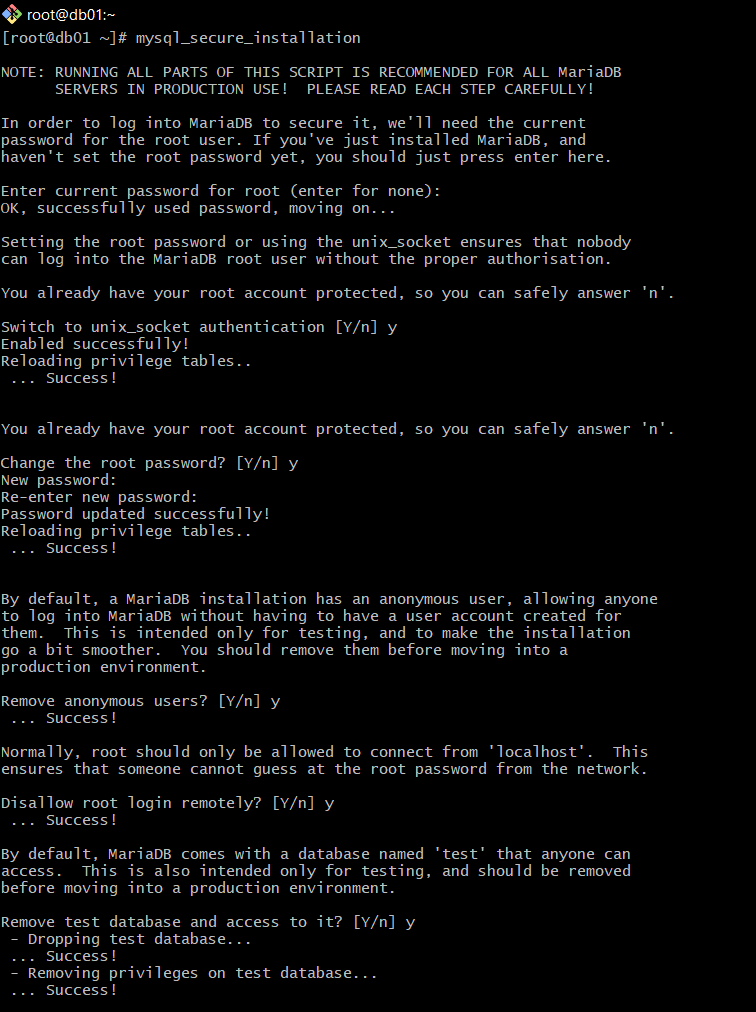 root@db01:~
[root@db01 ~]# mysql_secure_installation
NOTE: RUNNING ALL PARTS OF THIS SCRIPT IS RECOMMENDED FOR ALL MariaDB
      SERVERS IN PRODUCTION USE!  PLEASE READ EACH STEP CAREFULLY!
In order to log into MariaDB to secure it, we'll need the current
password for the root user. If you've just installed MariaDB, and
haven't set the root password yet, you should just press enter here.
Enter current password for root (enter for none):
OK, successfully used password, moving on...
Setting the root password or using the unix_socket ensures that nobody
can log into the MariaDB root user without the proper authorisation.
You already have your root account protected, so you can safely answer 'n'.
Switch to unix_socket authentication [Y/n] y
Enabled successfully!
Reloading privilege tables..
 ... Success!
You already have your root account protected, so you can safely answer 'n'.
Change the root password? [Y/n] y
New password:
Re-enter new password:
Password updated successfully!
Reloading privilege tables..
 ... Success!
By default, a MariaDB installation has an anonymous user, allowing anyone
to log into MariaDB without having to have a user account created for
them.  This is intended only for testing, and to make the installation
go a bit smoother.  You should remove them before moving into a
production environment.
Remove anonymous users? [Y/n] y
 ... Success!
Normally, root should only be allowed to connect from 'localhost'.  This
ensures that someone cannot guess at the root password from the network.
Disallow root login remotely? [Y/n] y
 ... Success!
By default, MariaDB comes with a database named 'test' that anyone can
access.  This is also intended only for testing, and should be removed
before moving into a production environment.
Remove test database and access to it? [Y/n] y
 - Dropping test database...
 ... Success!
 - Removing privileges on test database...
 ... Success!